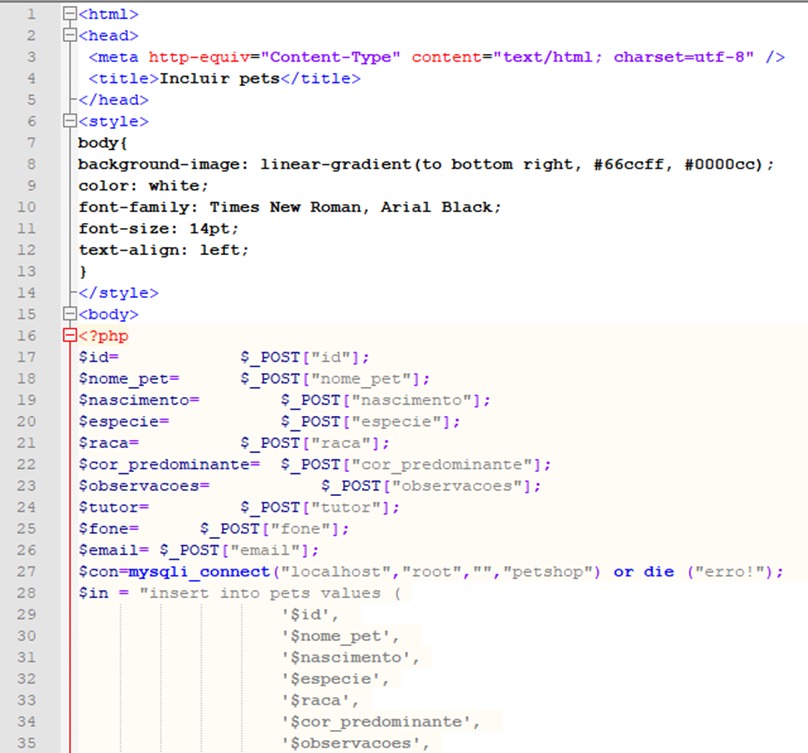 1 <html>
2 <head>
3 <meta http-equiv="Content-Type" content="text/html; charset=utf-8" />
4 <title>Incluir pets</title>
5 </head>
6 <style>
7 body{
8 background-image: linear-gradient(to bottom right, #66ccff, #0000cc);
9 color: white;
10 font-family: Times New Roman, Arial Black;
11 font-size: 14pt;
12 text-align: left;
13 }
14 </style>
15 <body>
16 <?php
17 $id= $_POST["id"];
18 $nome_pet= $_POST["nome_pet"];
19 $nascimento= $_POST["nascimento"];
20 $especie= $_POST["especie"];
21 $raca= $_POST["raca"];
22 $cor_predominante= $_POST["cor_predominante"];
23 $observacoes= $_POST["observacoes"];
24 $tutor= $_POST["tutor"];
25 $fone= $_POST["fone"];
26 $email= $_POST["email"];
27 $con=mysqli_connect("localhost","root","","petshop") or die ("erro!");
28 $in = "insert into pets values (
29 '$id',
30 '$nome_pet',
31 '$nascimento',
32 '$especie',
33 '$raca',
34 '$cor_predominante',
35 '$observacoes',